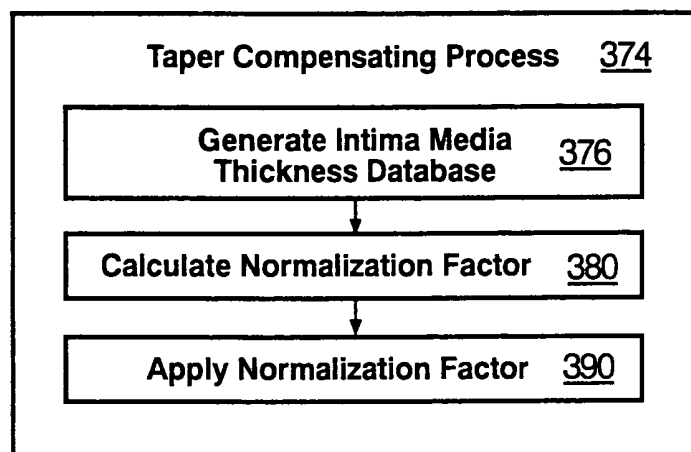 Taper Compensating Process 374
Generate Intima Media
Thickness Database 376
Calculate Normalization Factor 380
Apply Normalization Factor 390